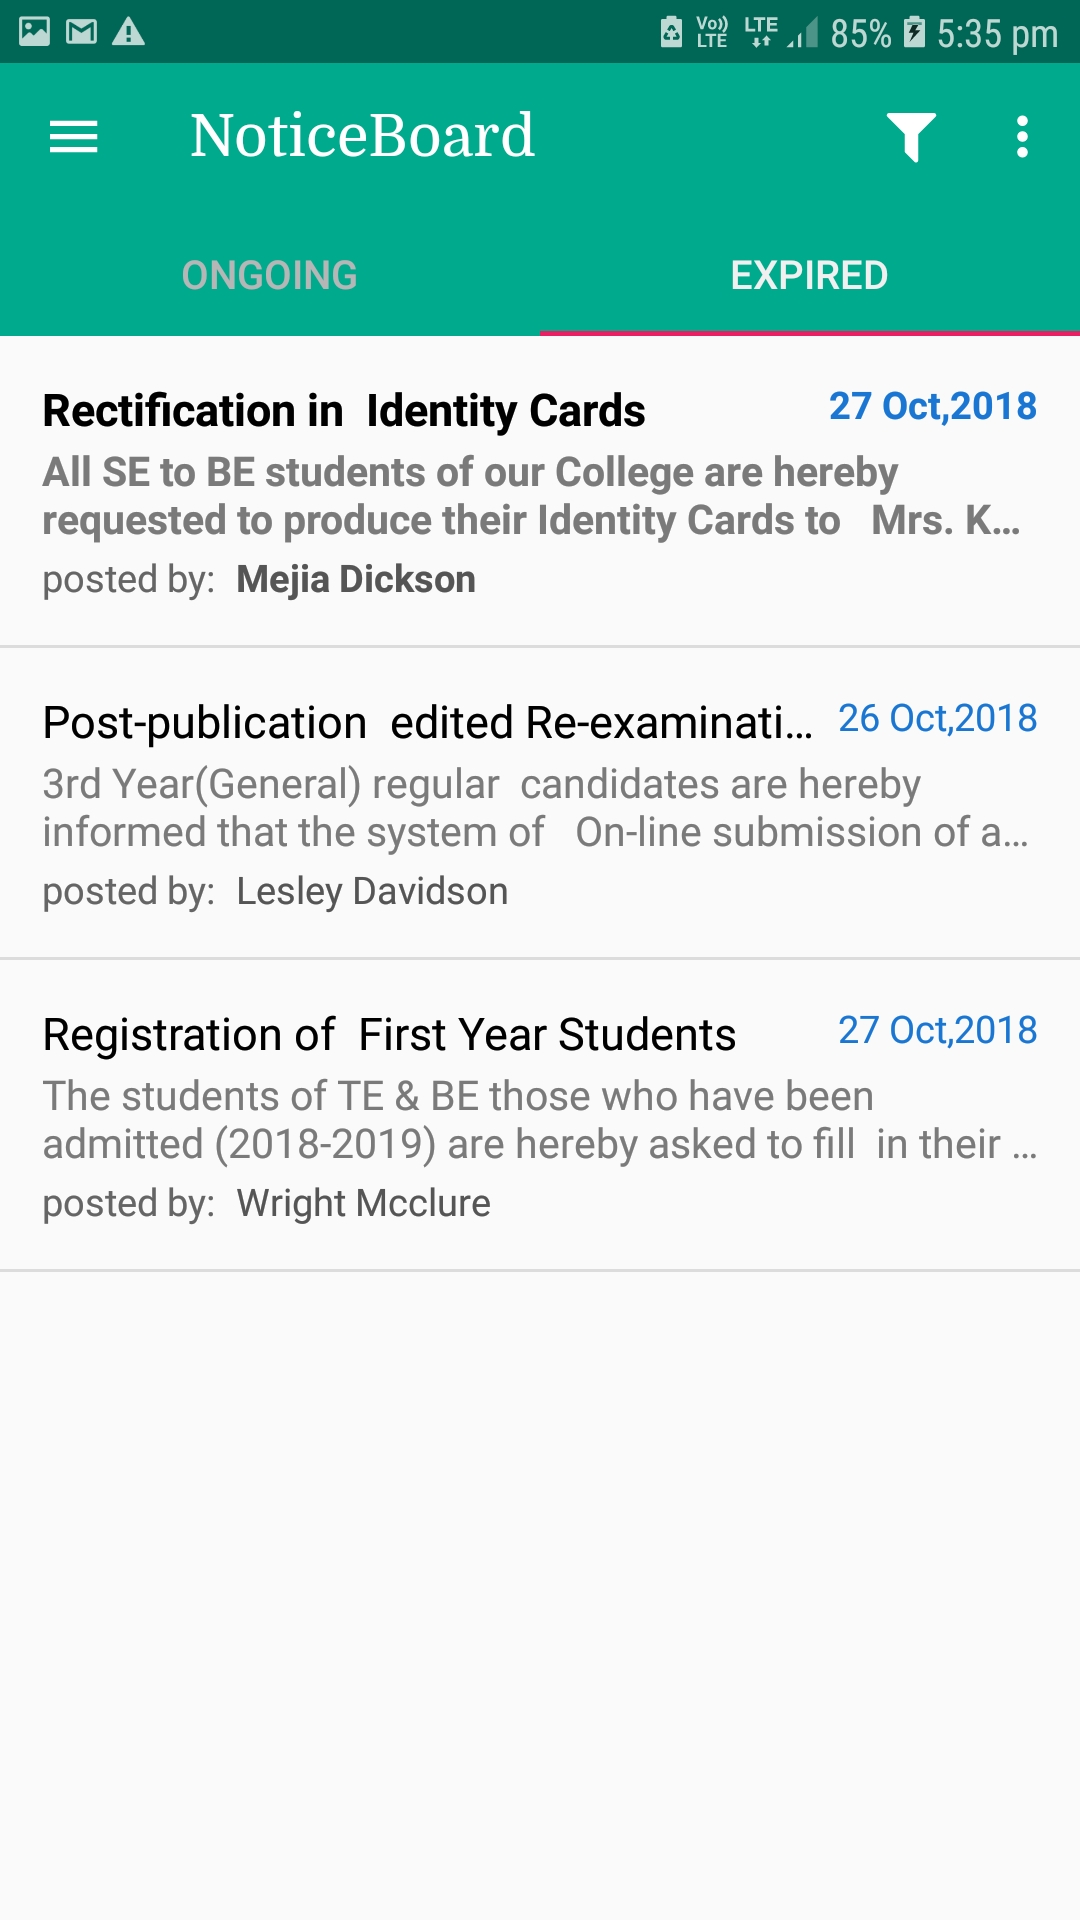 Vo)) LTE LTE 85% 5:35 pm
NoticeBoard
ONGOING EXPIRED
Rectification in  Identity Cards 27 Oct,2018
All SE to BE students of our College are hereby
requested to produce their Identity Cards to   Mrs. K…
posted by:  Mejia Dickson
Post-publication  edited Re-examinati… 26 Oct,2018
3rd Year(General) regular  candidates are hereby
informed that the system of   On-line submission of a…
posted by:  Lesley Davidson
Registration of  First Year Students 27 Oct,2018
The students of TE & BE those who have been
admitted (2018-2019) are hereby asked to fill  in their …
posted by:  Wright Mcclure